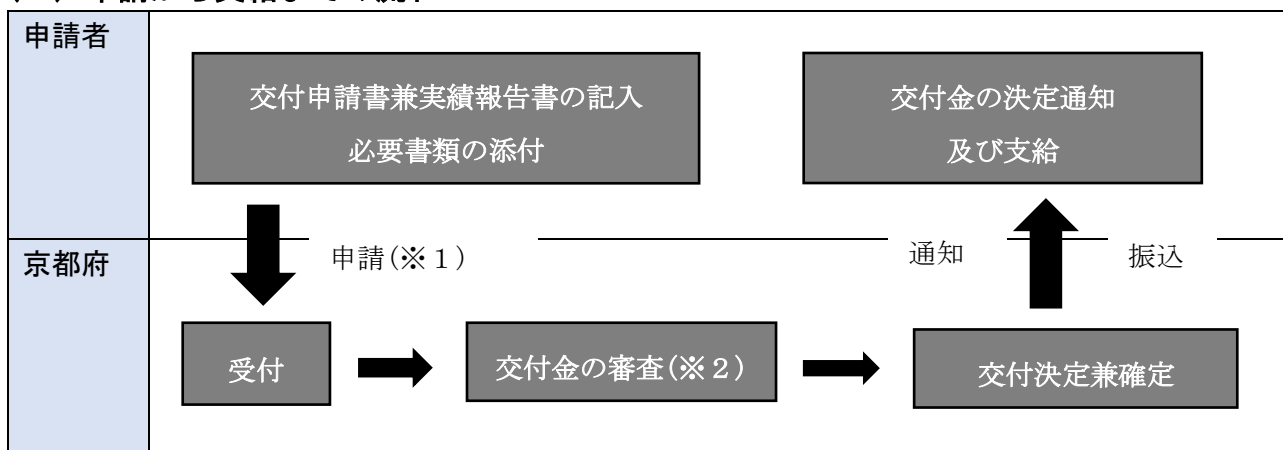 申請者
交付申請書兼実績報告書の記入
必要書類の添付
交付金の決定通知
及び支給
申請(※１)
通知
振込
京都府
受付
交付金の審査(※２)
交付決定兼確定